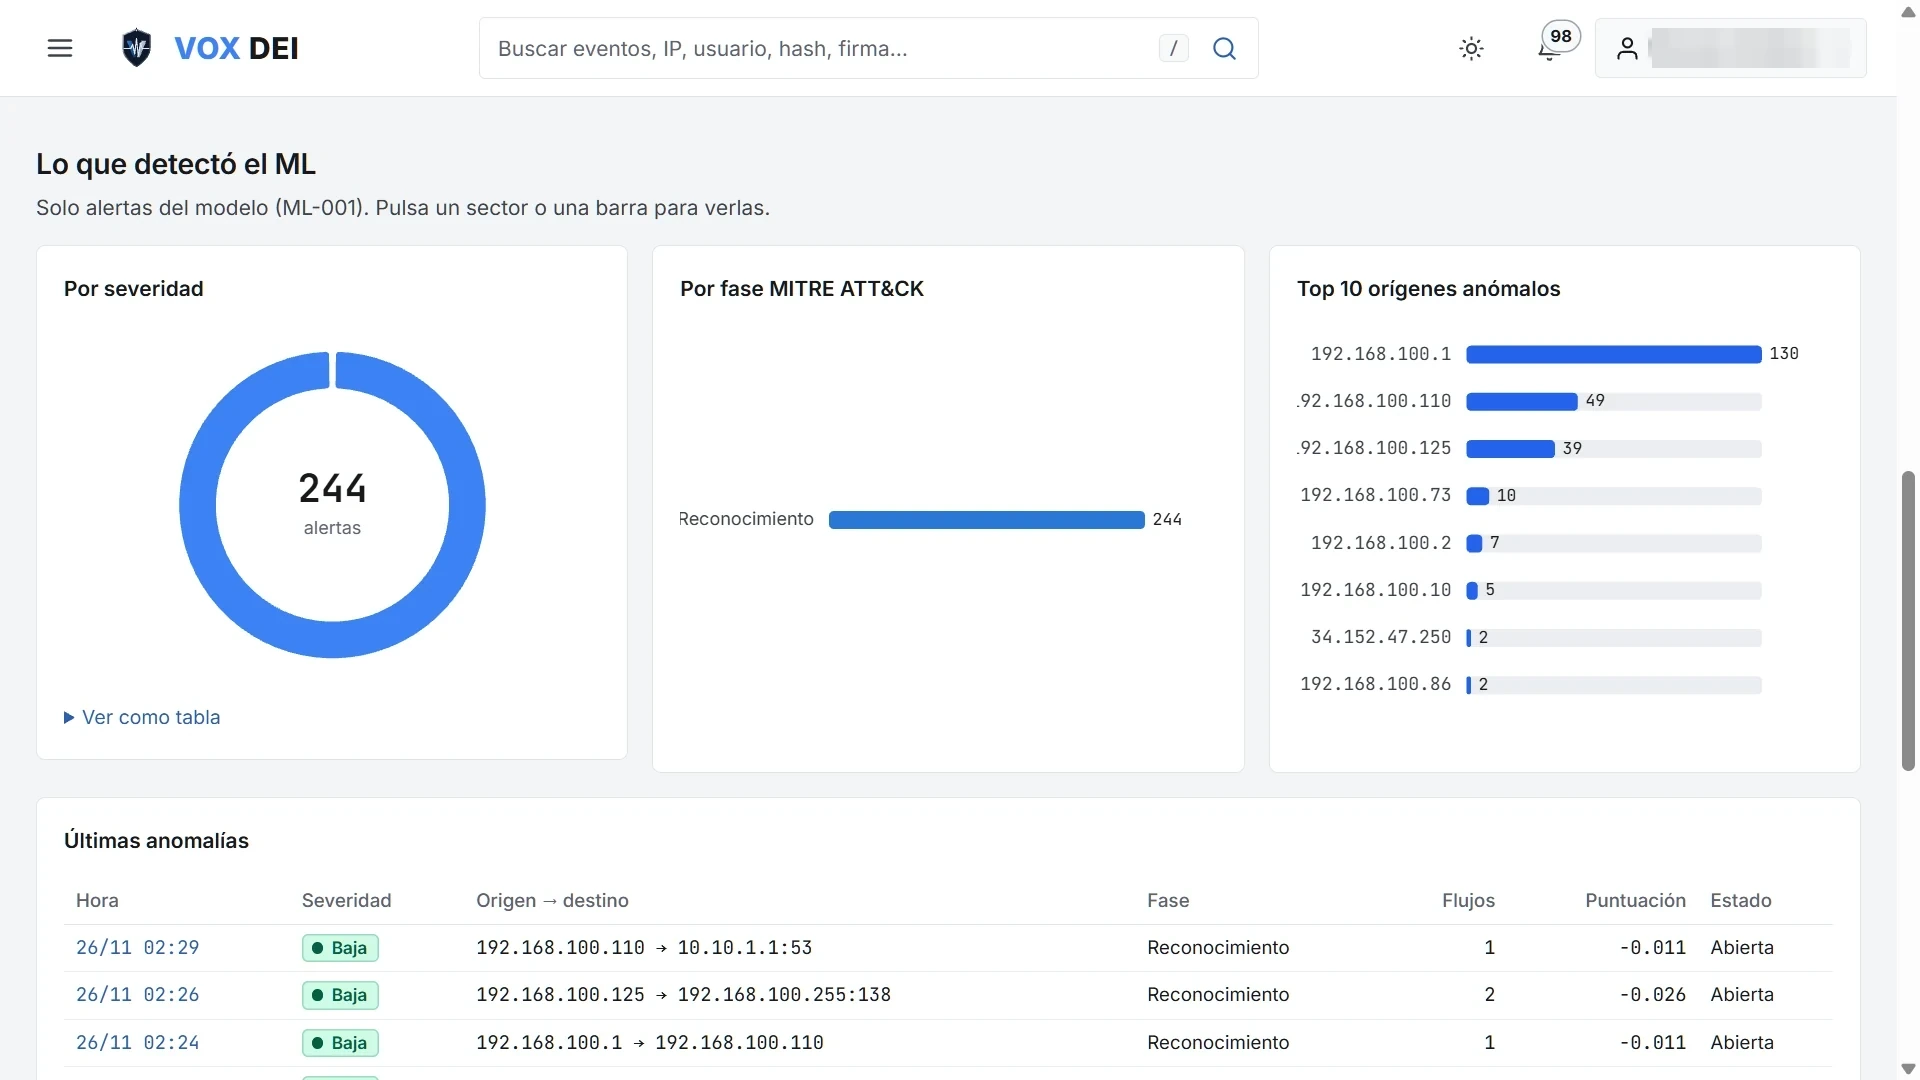 VOX DEI
Buscar eventos, IP, usuario, hash, firma...
/
98
Lo que detectó el ML
Solo alertas del modelo (ML-001). Pulsa un sector o una barra para verlas.
Por severidad
244
alertas
Ver como tabla
Por fase MITRE ATT&CK
Reconocimiento 244
Top 10 orígenes anómalos
192.168.100.1 130
.92.168.100.110 49
.92.168.100.125 39
192.168.100.73 10
192.168.100.2 7
192.168.100.10 5
34.152.47.250 2
192.168.100.86 2
Últimas anomalías
Hora Severidad Origen → destino Fase Flujos Puntuación Estado
26/11 02:29 Baja 192.168.100.110 → 10.10.1.1:53 Reconocimiento 1 -0.011 Abierta
26/11 02:26 Baja 192.168.100.125 → 192.168.100.255:138 Reconocimiento 2 -0.026 Abierta
26/11 02:24 Baja 192.168.100.1 → 192.168.100.110 Reconocimiento 1 -0.011 Abierta